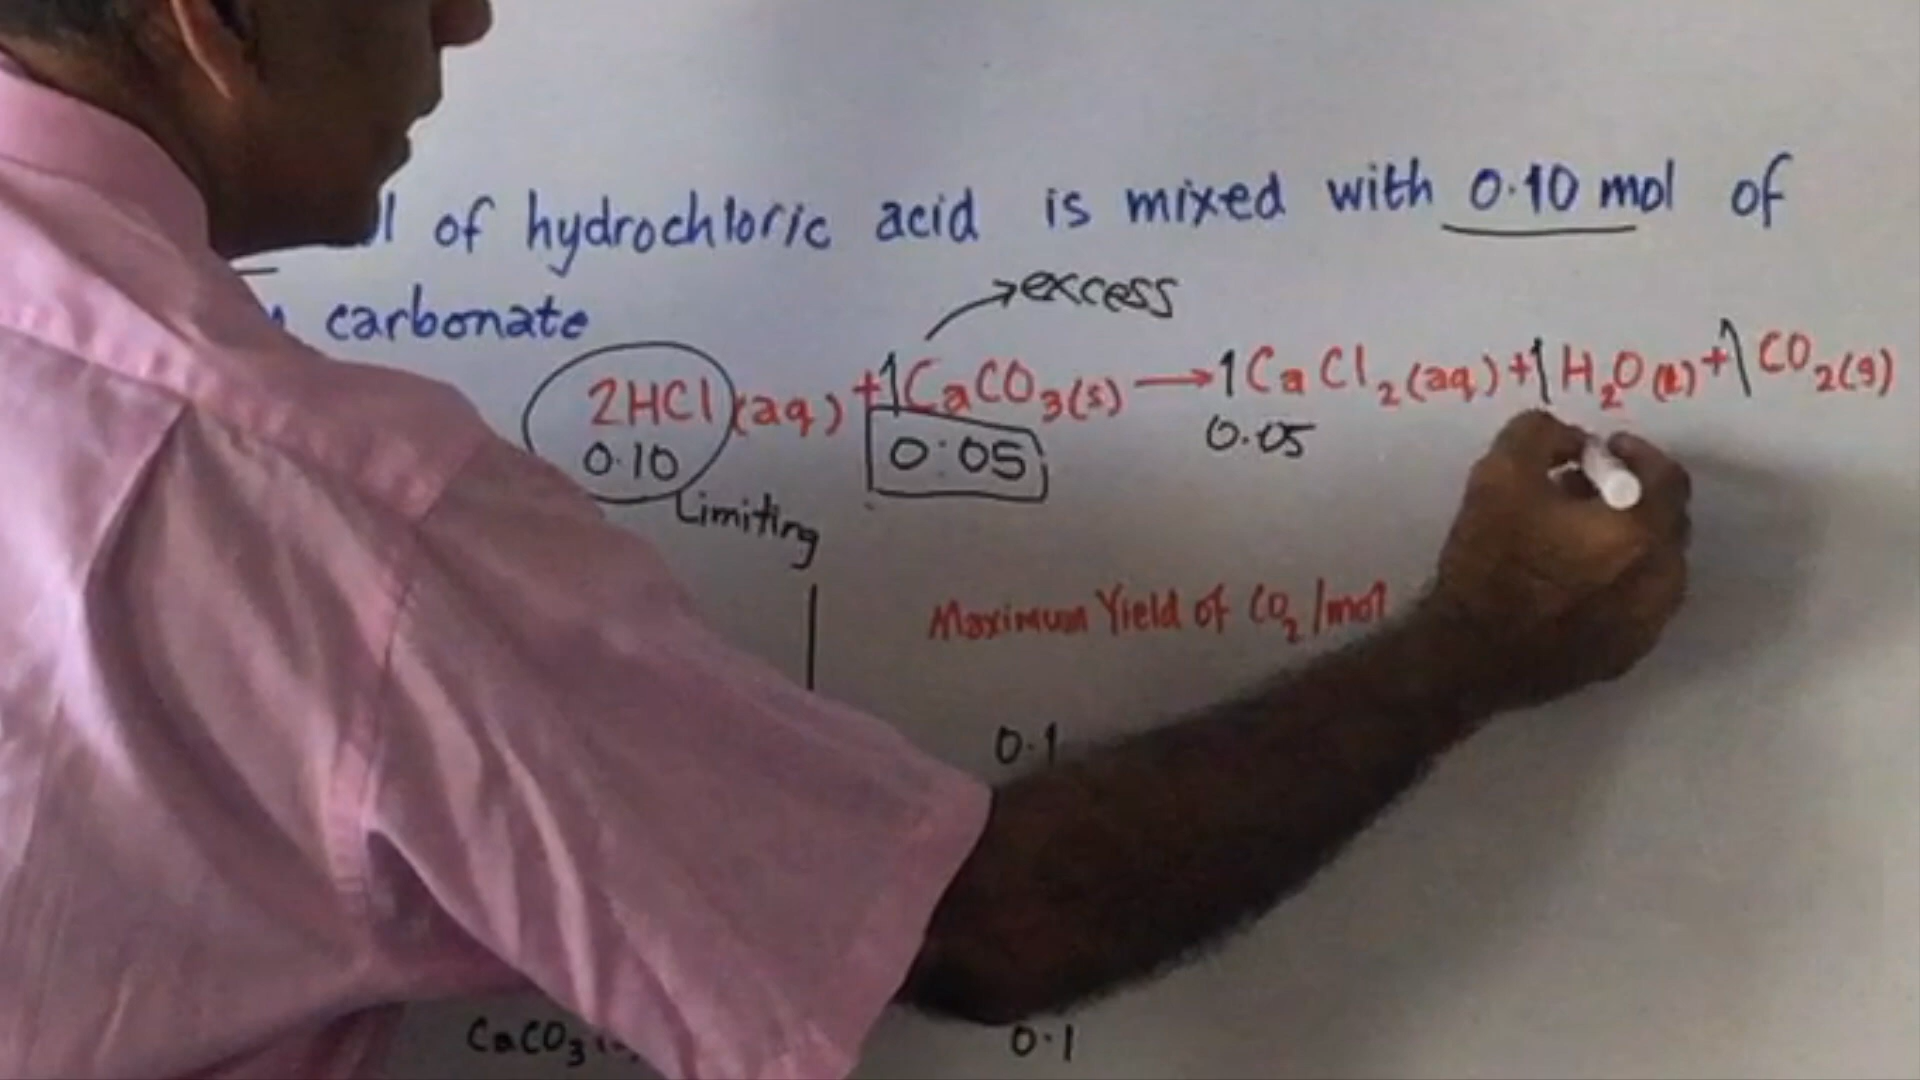 of hydrochloric acid is mixed with 0.10 mol of
carbonate
excess
2HCl(aq) + 1CaCO3(s) → 1CaCl2(aq) + 1H2O(l) + 1CO2(g)
0.10 0.05 0.05
Limiting
Maximum Yield of CO2/mol
0.1
CaCO3 0.1